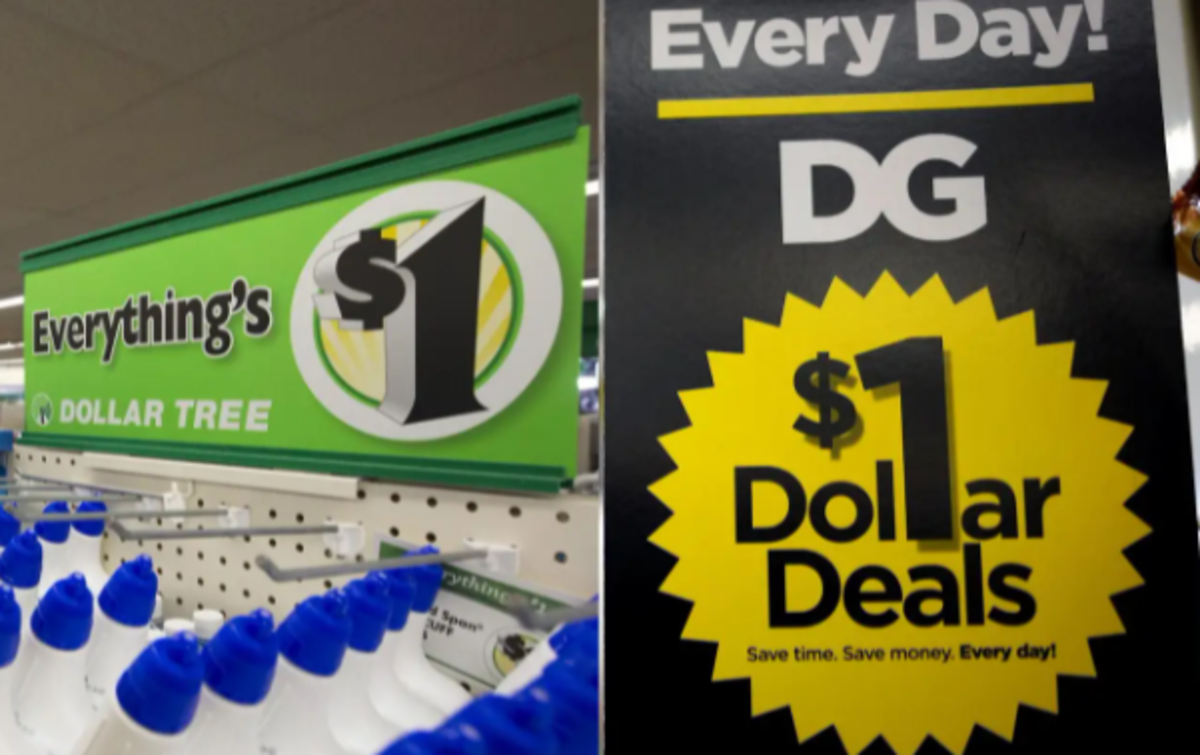 Everything's
$1
DOLLAR TREE
Every Day!
DG
$1
Dollar
Deals
Save time. Save money. Every day!